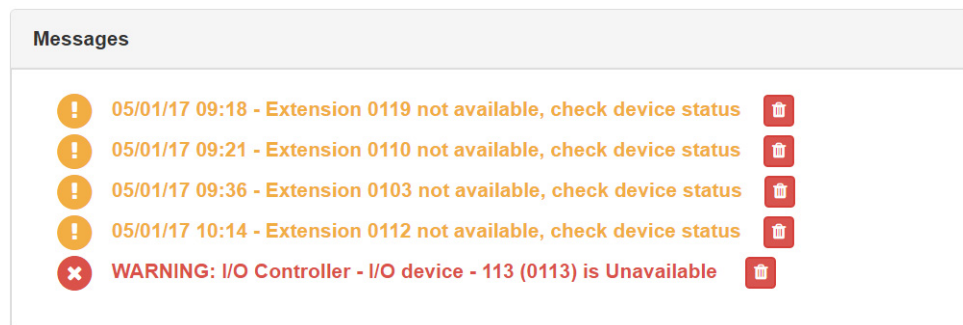 Messages
05/01/17 09:18 - Extension 0119 not available, check device status
05/01/17 09:21 - Extension 0110 not available, check device status
05/01/17 09:36 - Extension 0103 not available, check device status
05/01/17 10:14 - Extension 0112 not available, check device status
WARNING: I/O Controller - I/O device - 113 (0113) is Unavailable